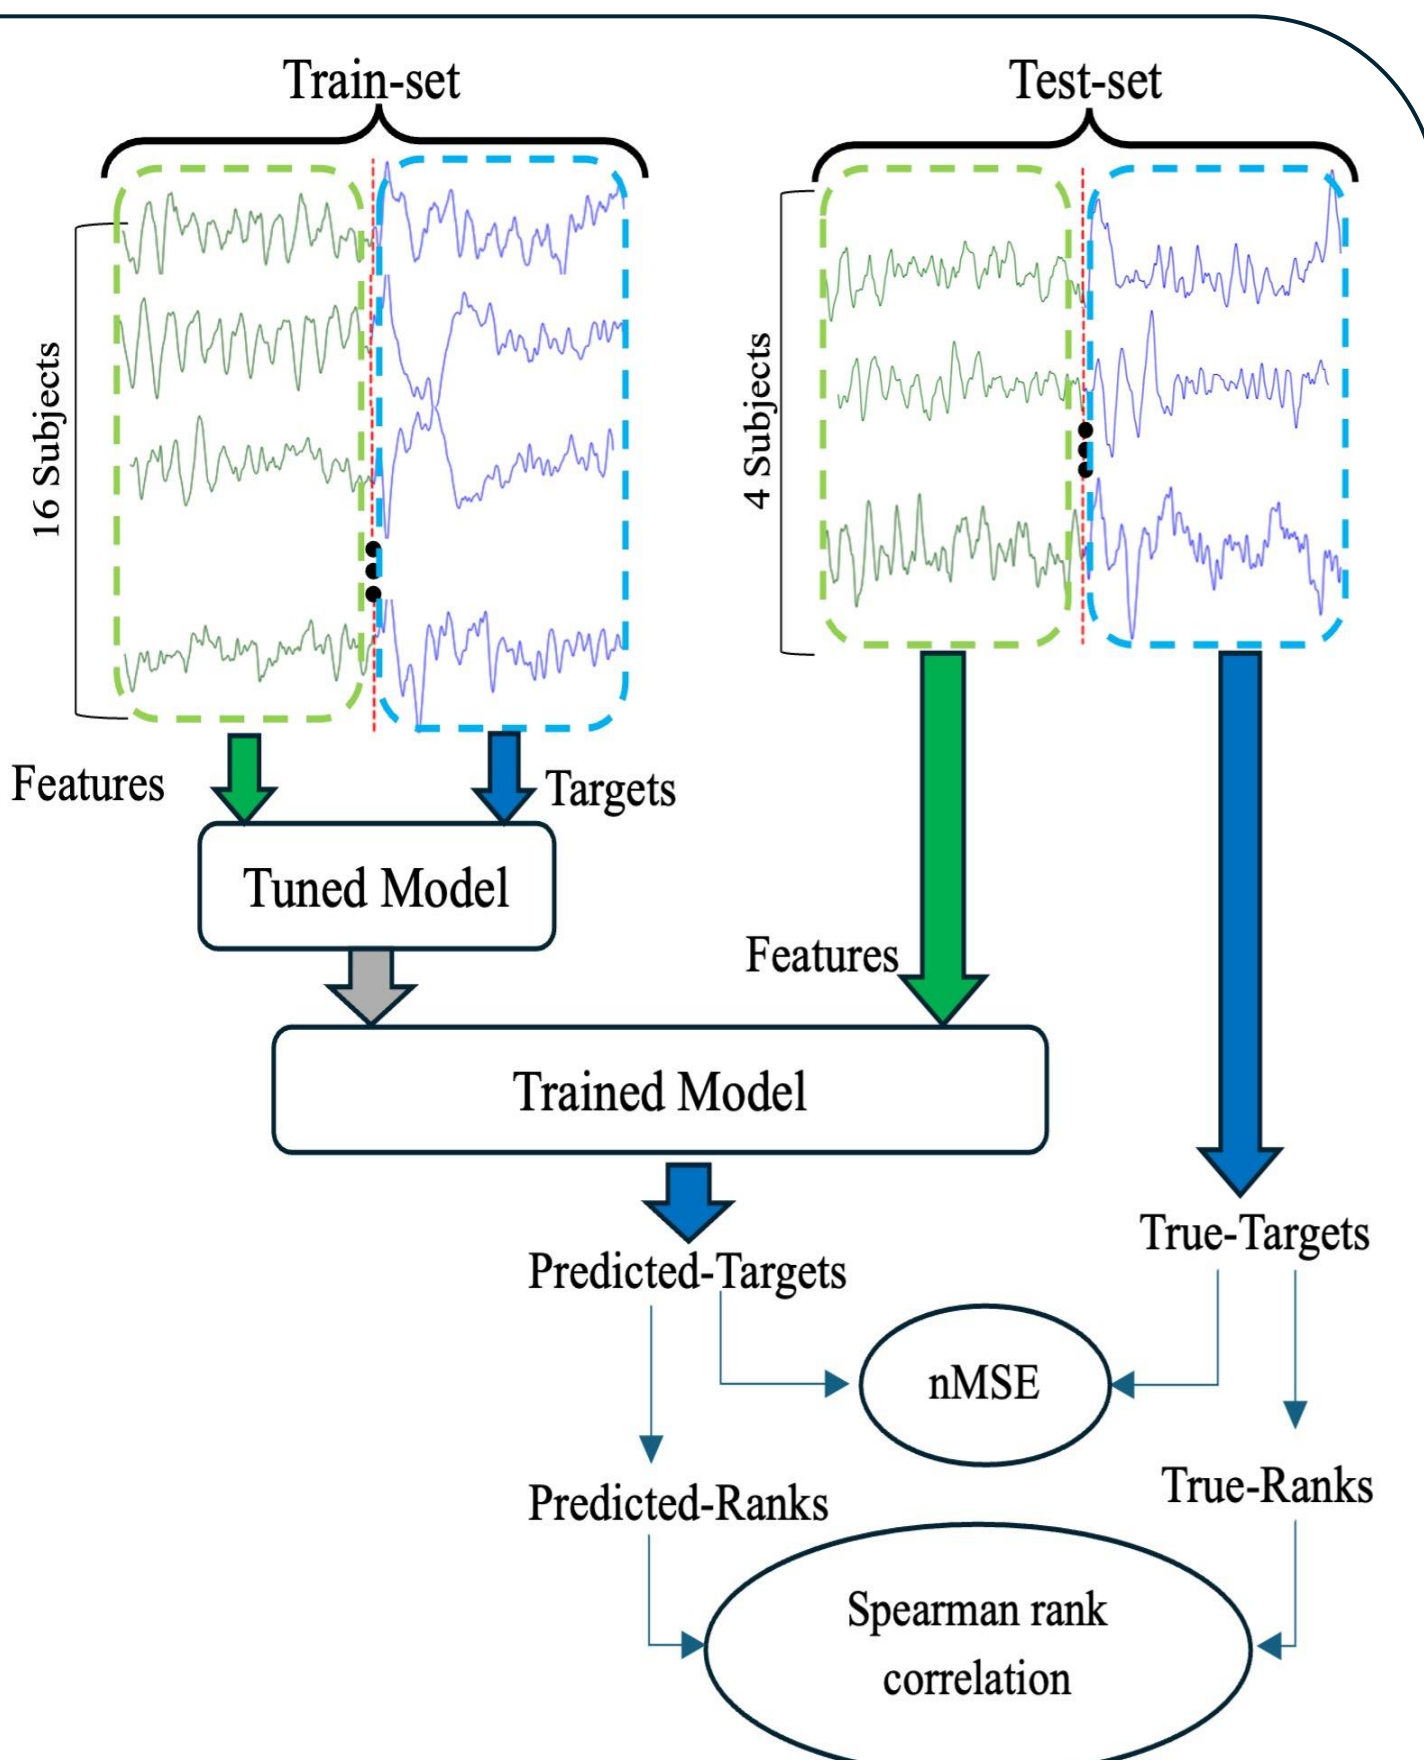 Train-set
Test-set
16 Subjects
4 Subjects
Features
Targets
Tuned Model
Features
Trained Model
True-Targets
Predicted-Targets
nMSE
True-Ranks
Predicted-Ranks
Spearman rank
correlation